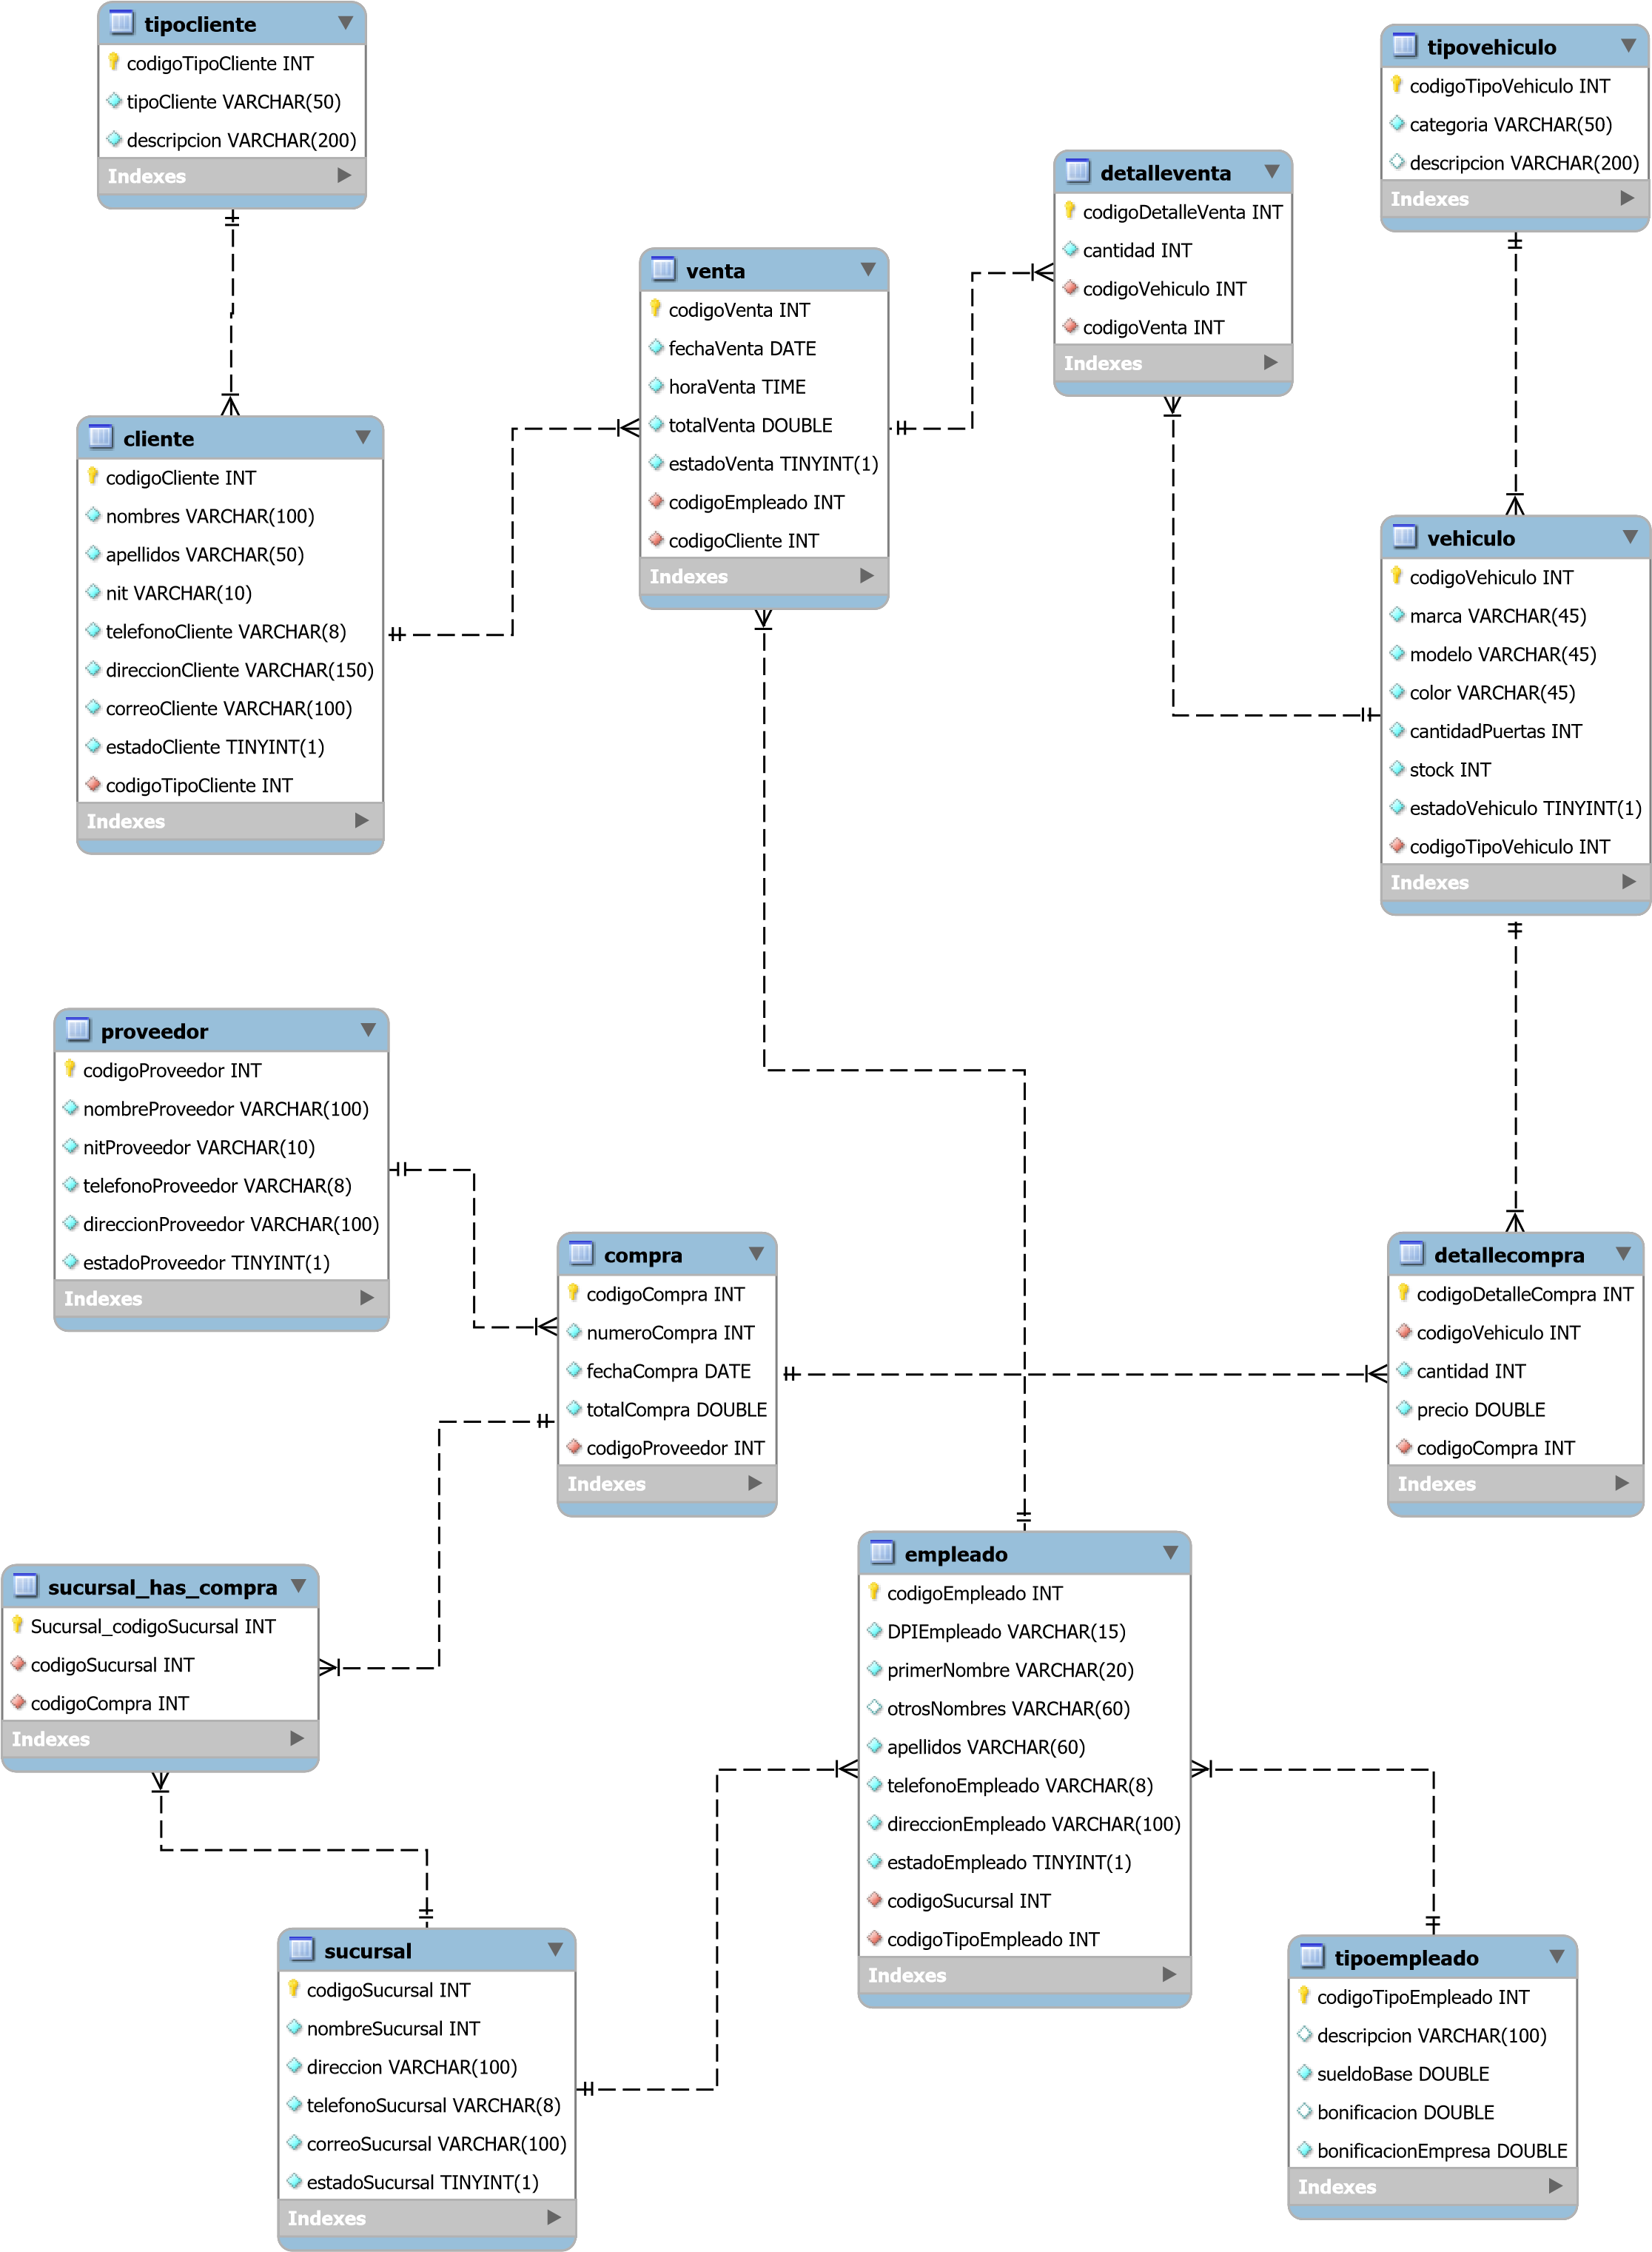 tipocliente
codigoTipoCliente INT
tipoCliente VARCHAR(50)
descripcion VARCHAR(200)
Indexes
tipovehiculo
codigoTipoVehiculo INT
categoria VARCHAR(50)
descripcion VARCHAR(200)
Indexes
detalleventa
codigoDetalleVenta INT
cantidad INT
codigoVehiculo INT
codigoVenta INT
Indexes
venta
codigoVenta INT
fechaVenta DATE
horaVenta TIME
totalVenta DOUBLE
estadoVenta TINYINT(1)
codigoEmpleado INT
codigoCliente INT
Indexes
cliente
codigoCliente INT
nombres VARCHAR(100)
apellidos VARCHAR(50)
nit VARCHAR(10)
telefonoCliente VARCHAR(8)
direccionCliente VARCHAR(150)
correoCliente VARCHAR(100)
estadoCliente TINYINT(1)
codigoTipoCliente INT
Indexes
vehiculo
codigoVehiculo INT
marca VARCHAR(45)
modelo VARCHAR(45)
color VARCHAR(45)
cantidadPuertas INT
stock INT
estadoVehiculo TINYINT(1)
codigoTipoVehiculo INT
Indexes
proveedor
codigoProveedor INT
nombreProveedor VARCHAR(100)
nitProveedor VARCHAR(10)
telefonoProveedor VARCHAR(8)
direccionProveedor VARCHAR(100)
estadoProveedor TINYINT(1)
Indexes
compra
codigoCompra INT
numeroCompra INT
fechaCompra DATE
totalCompra DOUBLE
codigoProveedor INT
Indexes
detallecompra
codigoDetalleCompra INT
codigoVehiculo INT
cantidad INT
precio DOUBLE
codigoCompra INT
Indexes
empleado
codigoEmpleado INT
DPIEmpleado VARCHAR(15)
primerNombre VARCHAR(20)
otrosNombres VARCHAR(60)
apellidos VARCHAR(60)
telefonoEmpleado VARCHAR(8)
direccionEmpleado VARCHAR(100)
estadoEmpleado TINYINT(1)
codigoSucursal INT
codigoTipoEmpleado INT
Indexes
sucursal_has_compra
Sucursal_codigoSucursal INT
codigoSucursal INT
codigoCompra INT
Indexes
sucursal
codigoSucursal INT
nombreSucursal INT
direccion VARCHAR(100)
telefonoSucursal VARCHAR(8)
correoSucursal VARCHAR(100)
estadoSucursal TINYINT(1)
Indexes
tipoempleado
codigoTipoEmpleado INT
descripcion VARCHAR(100)
sueldoBase DOUBLE
bonificacion DOUBLE
bonificacionEmpresa DOUBLE
Indexes